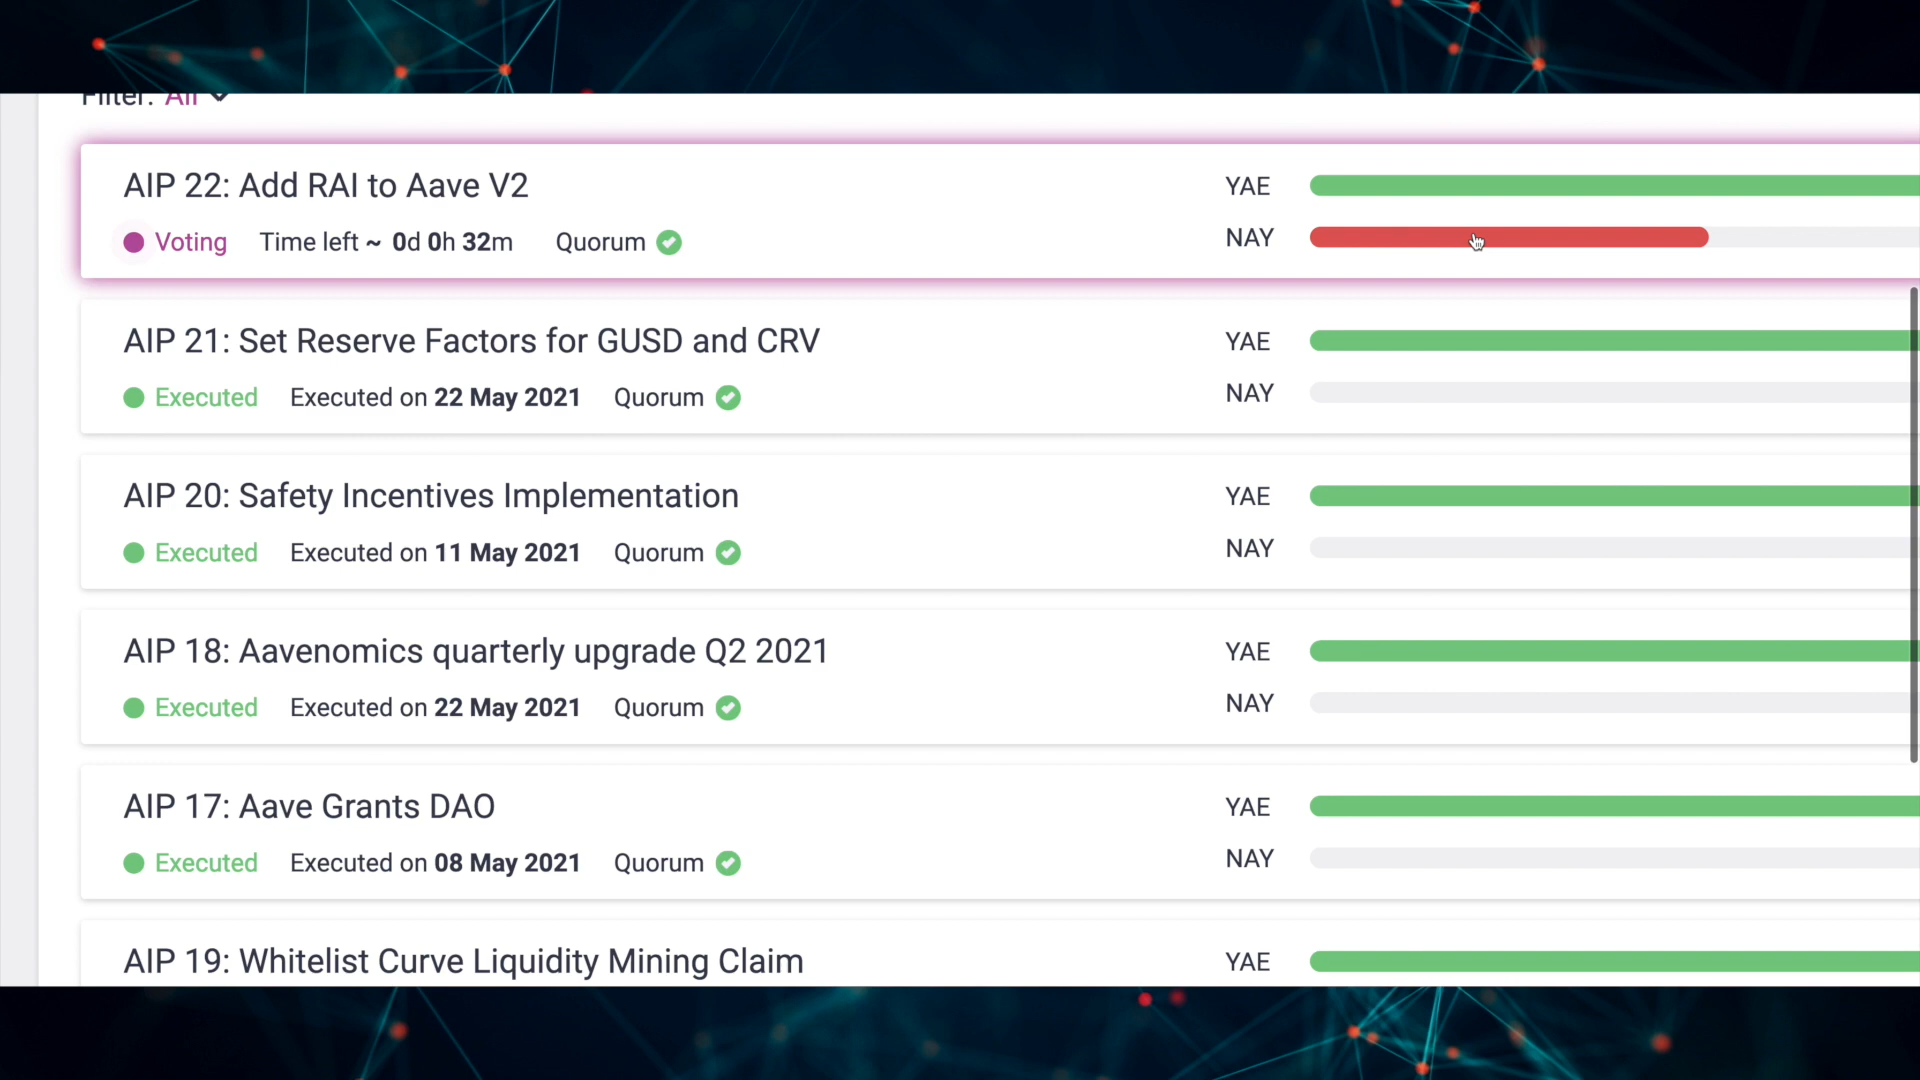 Filter: All
AIP 22: Add RAI to Aave V2
YAE
Voting Time left ~ 0d 0h 32m Quorum
NAY
AIP 21: Set Reserve Factors for GUSD and CRV
YAE
Executed Executed on 22 May 2021 Quorum
NAY
AIP 20: Safety Incentives Implementation
YAE
Executed Executed on 11 May 2021 Quorum
NAY
AIP 18: Aavenomics quarterly upgrade Q2 2021
YAE
Executed Executed on 22 May 2021 Quorum
NAY
AIP 17: Aave Grants DAO
YAE
Executed Executed on 08 May 2021 Quorum
NAY
AIP 19: Whitelist Curve Liquidity Mining Claim
YAE